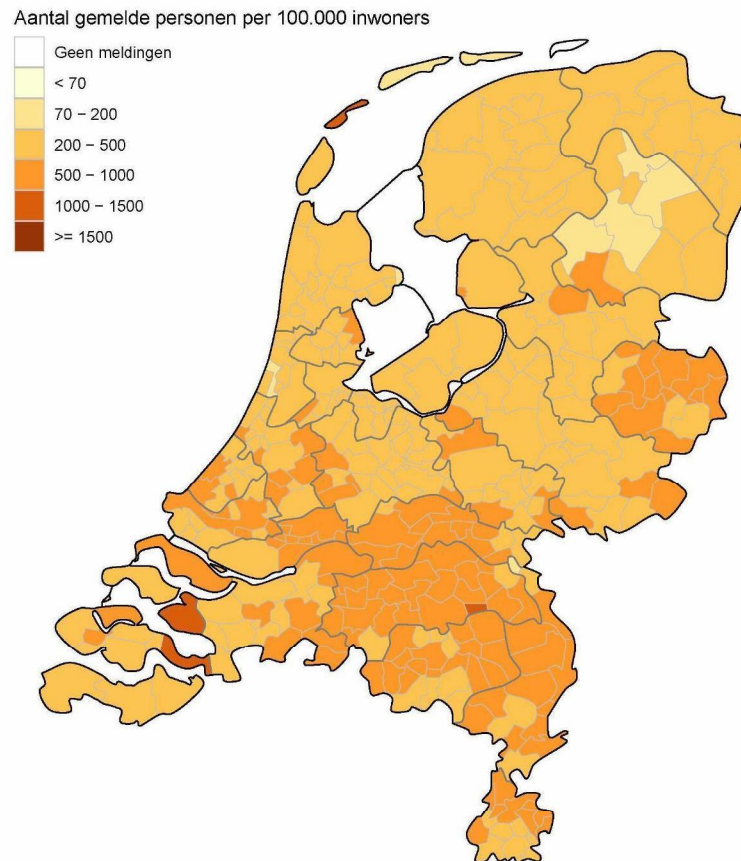 Aantal gemelde personen per 100.000 inwoners
Geen meldingen
< 70
70 − 200
200 − 500
500 − 1000
1000 − 1500
>= 1500